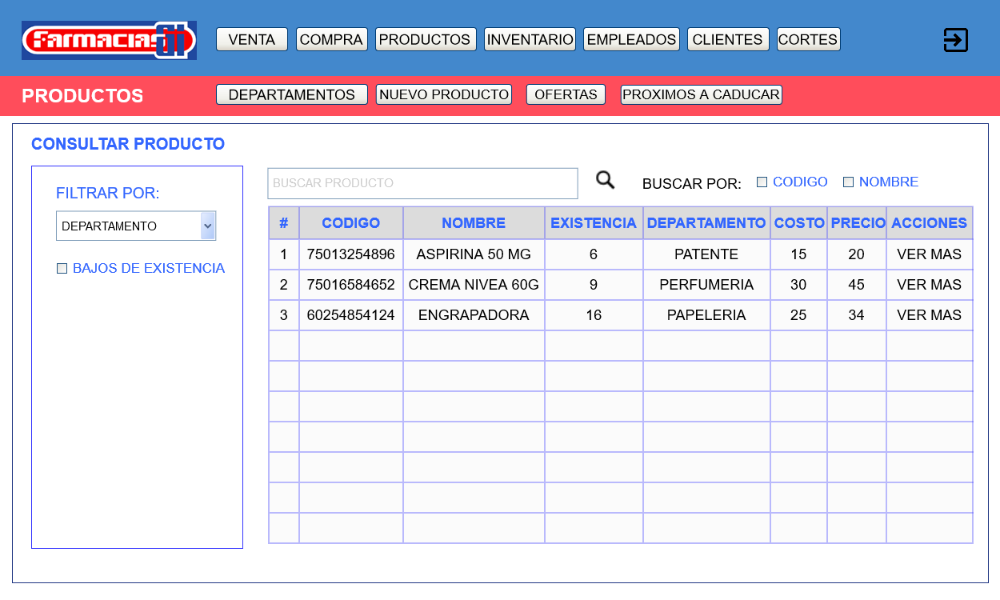 Farmacias GI
VENTA COMPRA PRODUCTOS INVENTARIO EMPLEADOS CLIENTES CORTES
PRODUCTOS DEPARTAMENTOS NUEVO PRODUCTO OFERTAS PROXIMOS A CADUCAR
CONSULTAR PRODUCTO
FILTRAR POR:
DEPARTAMENTO
BAJOS DE EXISTENCIA
BUSCAR PRODUCTO BUSCAR POR: CODIGO NOMBRE
# CODIGO NOMBRE EXISTENCIA DEPARTAMENTO COSTO PRECIO ACCIONES
1 75013254896 ASPIRINA 50 MG 6 PATENTE 15 20 VER MAS
2 75016584652 CREMA NIVEA 60G 9 PERFUMERIA 30 45 VER MAS
3 60254854124 ENGRAPADORA 16 PAPELERIA 25 34 VER MAS